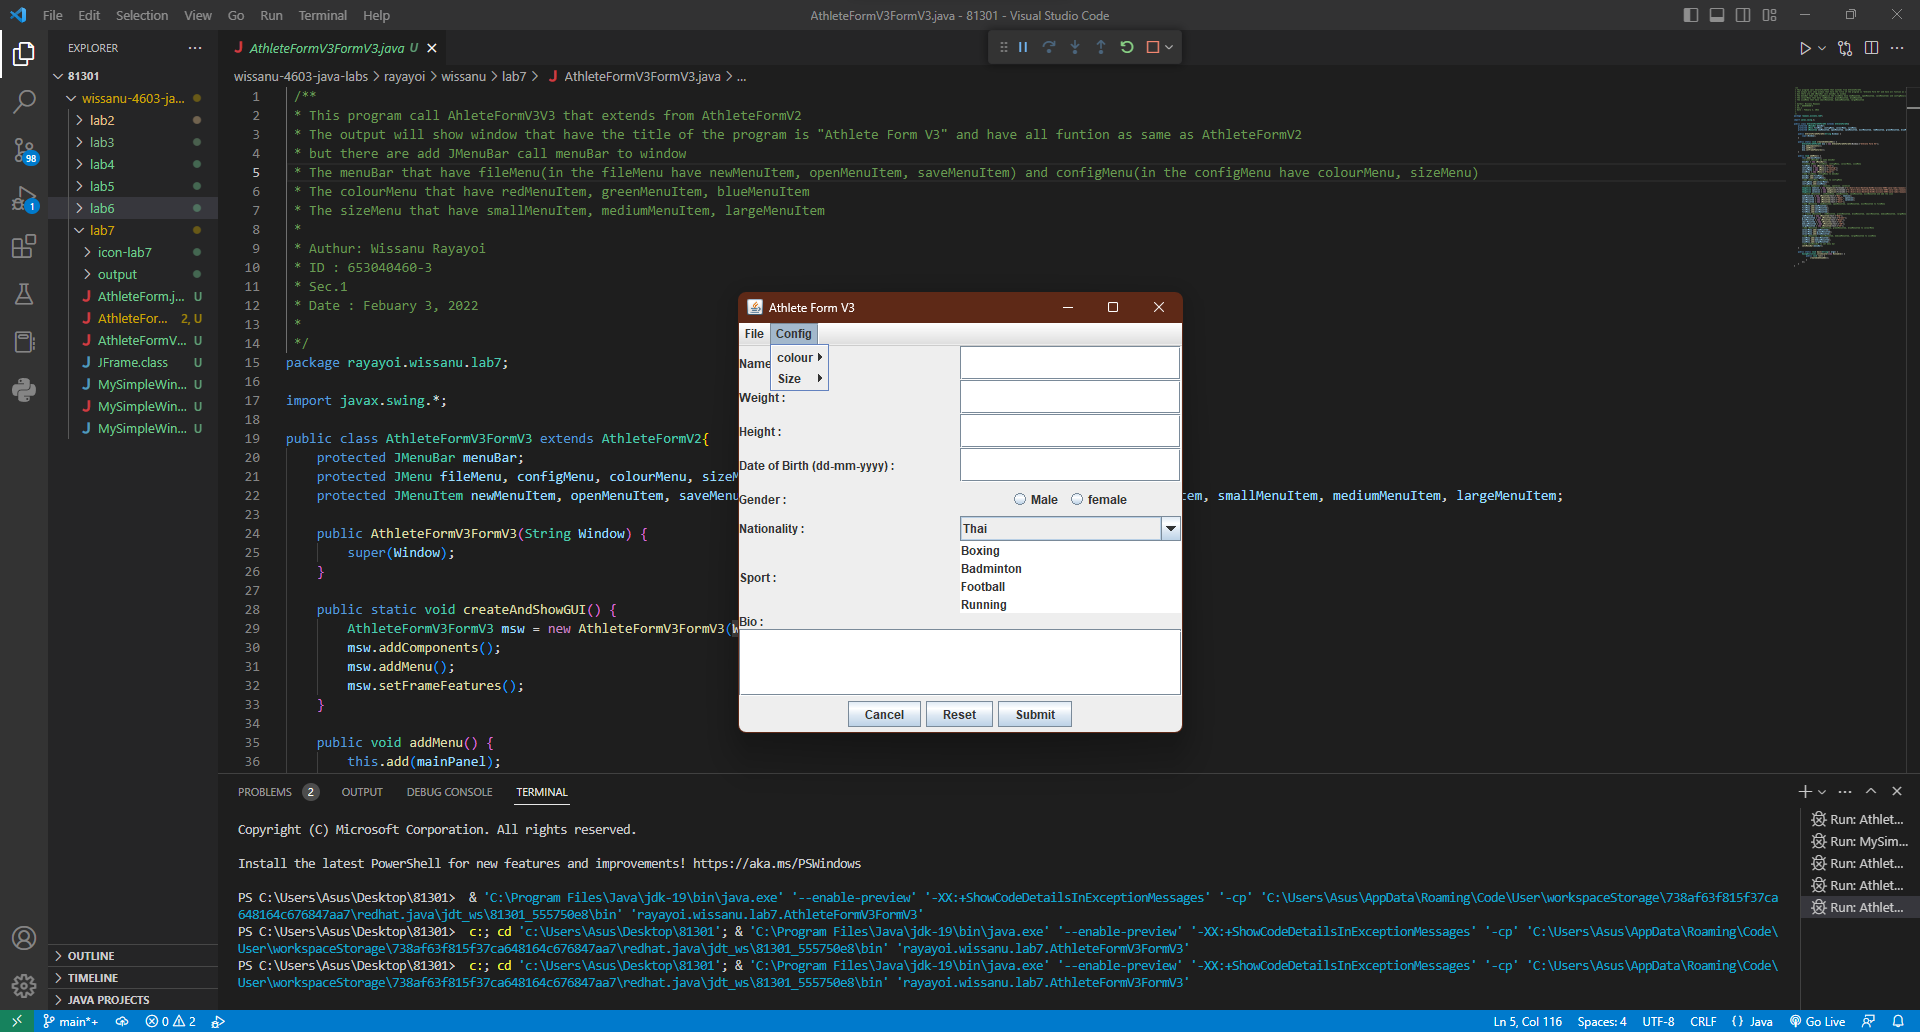 File Edit Selection View Go Run Terminal Help
AthleteFormV3FormV3.java - 81301 - Visual Studio Code
EXPLORER
81301
wissanu-4603-ja...
lab2
lab3
lab4
lab5
lab6
lab7
icon-lab7
output
AthleteForm.j... U
AthleteFor... 2, U
AthleteFormV... U
JFrame.class U
MySimpleWin... U
MySimpleWin... U
MySimpleWin... U
OUTLINE
TIMELINE
JAVA PROJECTS
98
1
AthleteFormV3FormV3.java U
wissanu-4603-java-labs > rayayoi > wissanu > lab7 > AthleteFormV3FormV3.java > ...
1 /**
2 * This program call AhleteFormV3V3 that extends from AthleteFormV2
3 * The output will show window that have the title of the program is "Athlete Form V3" and have all funtion as same as AthleteFormV2
4 * but there are add JMenuBar call menuBar to window
5 * The menuBar that have fileMenu(in the fileMenu have newMenuItem, openMenuItem, saveMenuItem) and configMenu(in the configMenu have colourMenu, sizeMenu)
6 * The colourMenu that have redMenuItem, greenMenuItem, blueMenuItem
7 * The sizeMenu that have smallMenuItem, mediumMenuItem, largeMenuItem
8 *
9 * Authur: Wissanu Rayayoi
10 * ID : 653040460-3
11 * Sec.1
12 * Date : Febuary 3, 2022
13 *
14 */
15 package rayayoi.wissanu.lab7;
16
17 import javax.swing.*;
18
19 public class AthleteFormV3FormV3 extends AthleteFormV2{
20 protected JMenuBar menuBar;
21 protected JMenu fileMenu, configMenu, colourMenu, sizeM
22 protected JMenuItem newMenuItem, openMenuItem, saveMenu tem, smallMenuItem, mediumMenuItem, largeMenuItem;
23
24 public AthleteFormV3FormV3(String Window) {
25 super(Window);
26 }
27
28 public static void createAndShowGUI() {
29 AthleteFormV3FormV3 msw = new AthleteFormV3FormV3(
30 msw.addComponents();
31 msw.addMenu();
32 msw.setFrameFeatures();
33 }
34
35 public void addMenu() {
36 this.add(mainPanel);
Athlete Form V3
File Config
colour
Size
Name
Weight :
Height :
Date of Birth (dd-mm-yyyy) :
Gender : Male female
Nationality : Thai
Sport :
Boxing
Badminton
Football
Running
Bio :
Cancel Reset Submit
PROBLEMS 2 OUTPUT DEBUG CONSOLE TERMINAL
Copyright (C) Microsoft Corporation. All rights reserved.
Install the latest PowerShell for new features and improvements! https://aka.ms/PSWindows
PS C:\Users\Asus\Desktop\81301> & 'C:\Program Files\Java\jdk-19\bin\java.exe' '--enable-preview' '-XX:+ShowCodeDetailsInExceptionMessages' '-cp' 'C:\Users\Asus\AppData\Roaming\Code\User\workspaceStorage\738af63f815f37ca
648164c676847aa7\redhat.java\jdt_ws\81301_555750e8\bin' 'rayayoi.wissanu.lab7.AthleteFormV3FormV3'
PS C:\Users\Asus\Desktop\81301> c:; cd 'c:\Users\Asus\Desktop\81301'; & 'C:\Program Files\Java\jdk-19\bin\java.exe' '--enable-preview' '-XX:+ShowCodeDetailsInExceptionMessages' '-cp' 'C:\Users\Asus\AppData\Roaming\Code\
User\workspaceStorage\738af63f815f37ca648164c676847aa7\redhat.java\jdt_ws\81301_555750e8\bin' 'rayayoi.wissanu.lab7.AthleteFormV3FormV3'
PS C:\Users\Asus\Desktop\81301> c:; cd 'c:\Users\Asus\Desktop\81301'; & 'C:\Program Files\Java\jdk-19\bin\java.exe' '--enable-preview' '-XX:+ShowCodeDetailsInExceptionMessages' '-cp' 'C:\Users\Asus\AppData\Roaming\Code\
User\workspaceStorage\738af63f815f37ca648164c676847aa7\redhat.java\jdt_ws\81301_555750e8\bin' 'rayayoi.wissanu.lab7.AthleteFormV3FormV3'
Run: Athlet...
Run: MySim...
Run: Athlet...
Run: Athlet...
Run: Athlet...
main*+ 0 2
Ln 5, Col 116 Spaces: 4 UTF-8 CRLF {} Java Go Live